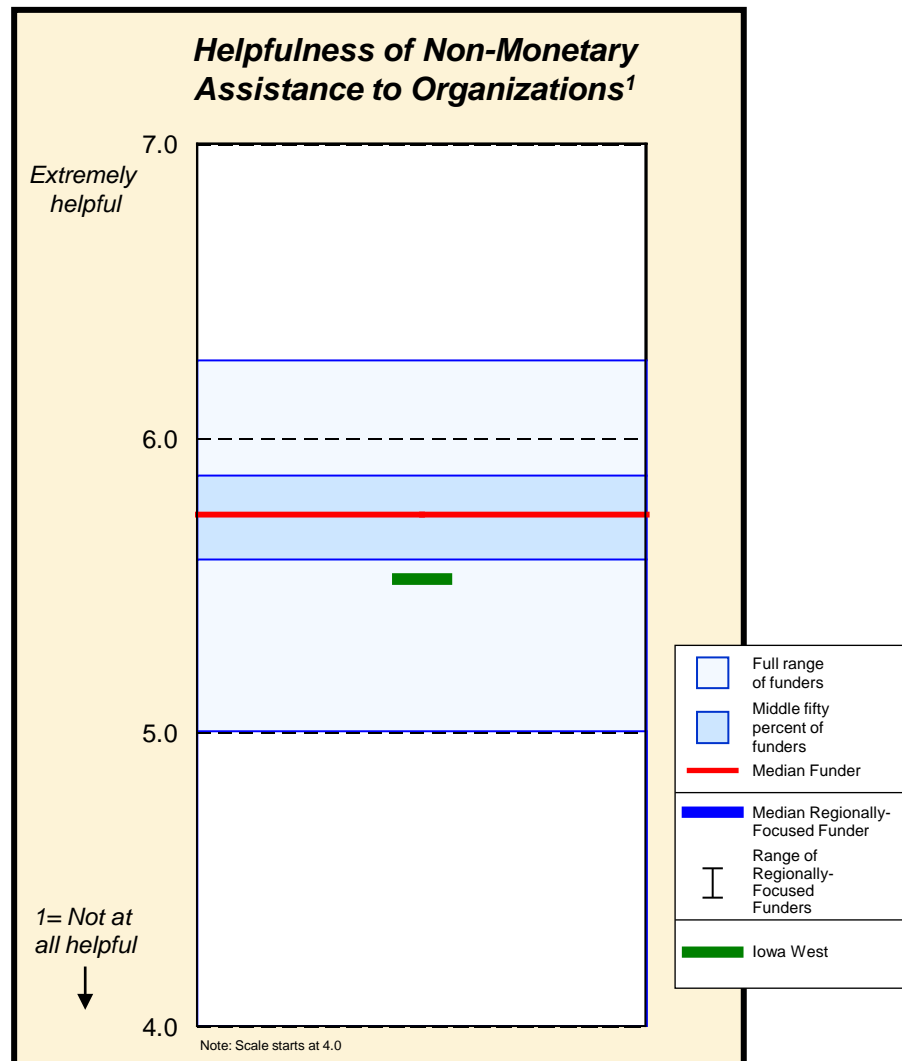 Helpfulness of Non-Monetary
Assistance to Organizations¹
7.0
Extremely
helpful
6.0
5.0
1= Not at
all helpful
4.0
Note: Scale starts at 4.0
Full range
of funders
Middle fifty
percent of
funders
Median Funder
Median Regionally-
Focused Funder
Range of
Regionally-
Focused
Funders
Iowa West